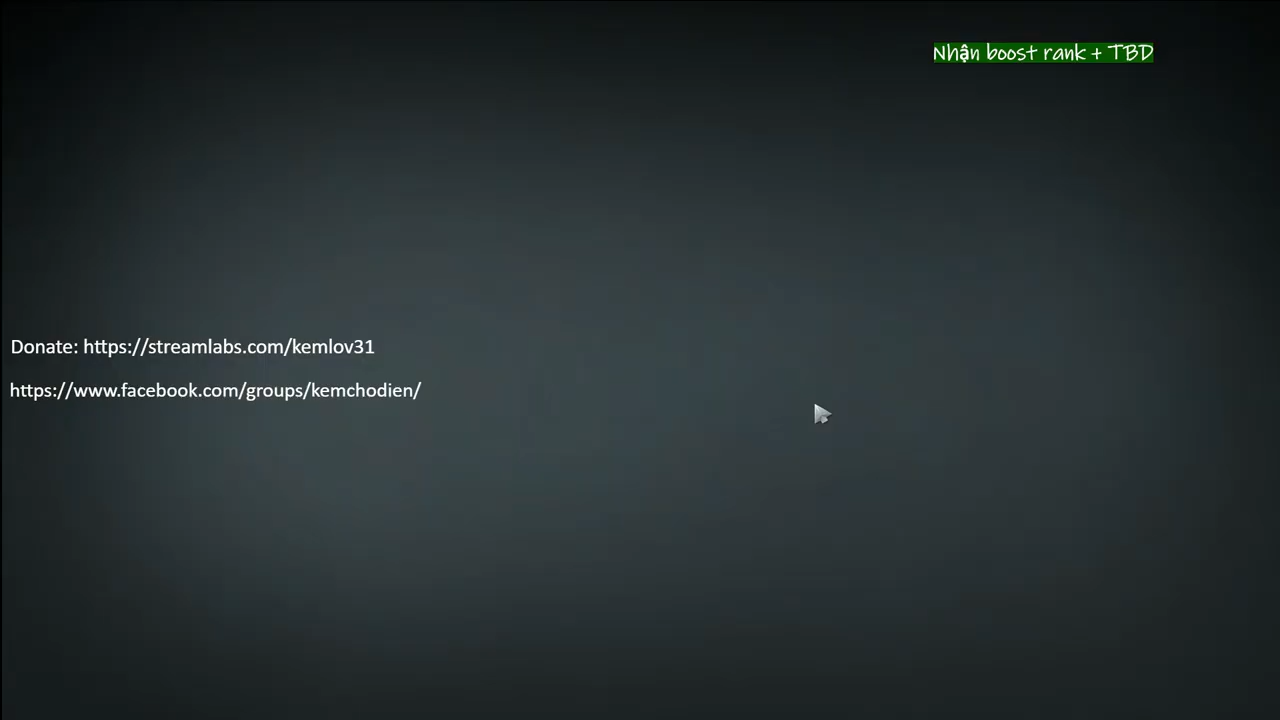 Nhận boost rank + TBD
Donate: https://streamlabs.com/kemlov31
https://www.facebook.com/groups/kemchodien/